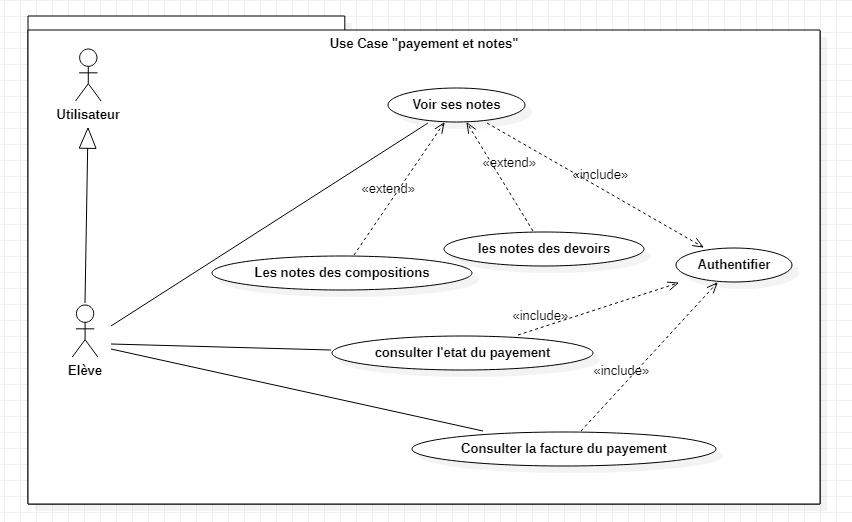 Use Case "payement et notes"
Utilisateur
Voir ses notes
«extend»
«include»
«extend»
les notes des devoirs
Les notes des compositions
Authentifier
«include»
consulter l'etat du payement
Elève
«include»
Consulter la facture du payement